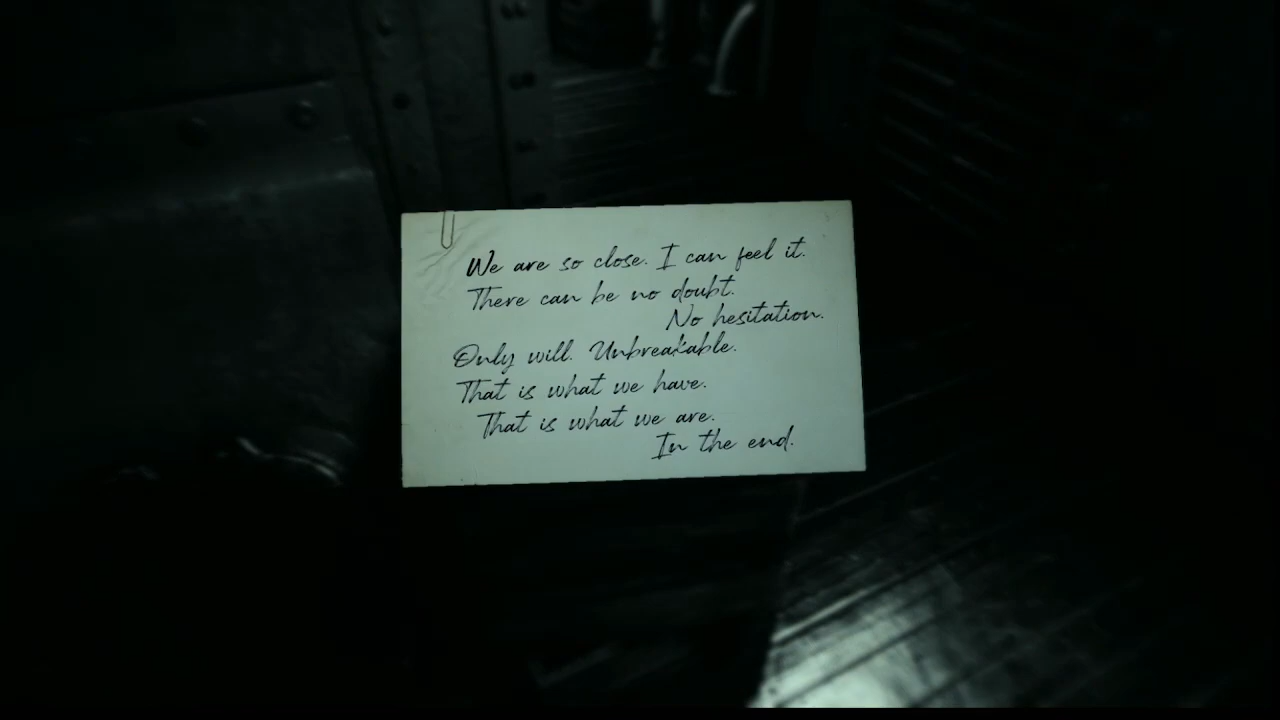 We are so close. I can feel it.
There can be no doubt.
No hesitation.
Only will. Unbreakable.
That is what we have.
That is what we are.
In the end.